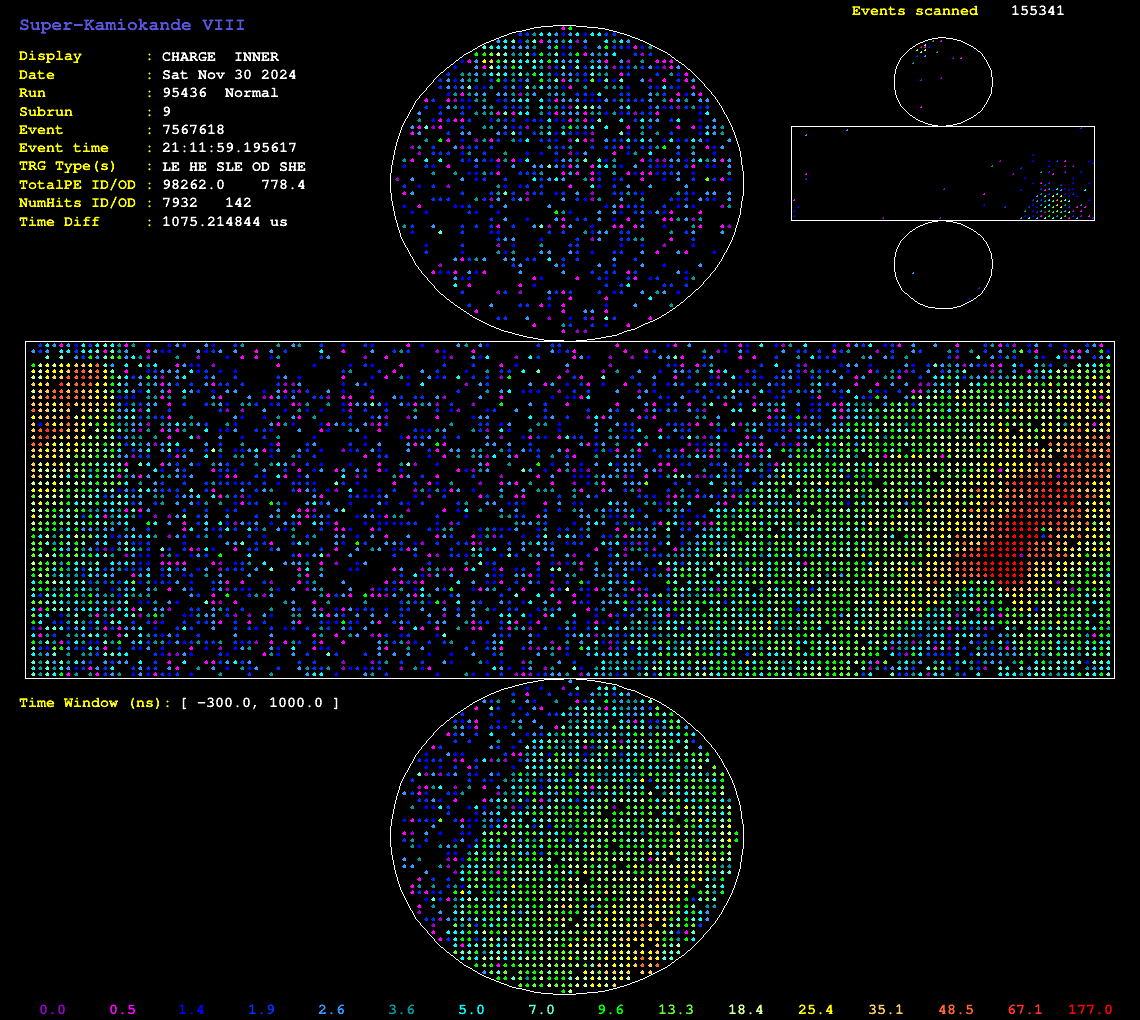 Super-Kamiokande VIII
Events scanned 155341
Display : CHARGE INNER
Date : Sat Nov 30 2024
Run : 95436 Normal
Subrun : 9
Event : 7567618
Event time : 21:11:59.195617
TRG Type(s) : LE HE SLE OD SHE
TotalPE ID/OD : 98262.0 778.4
NumHits ID/OD : 7932 142
Time Diff : 1075.214844 us
Time Window (ns): [ -300.0, 1000.0 ]
0.0 0.5 1.4 1.9 2.6 3.6 5.0 7.0 9.6 13.3 18.4 25.4 35.1 48.5 67.1 177.0